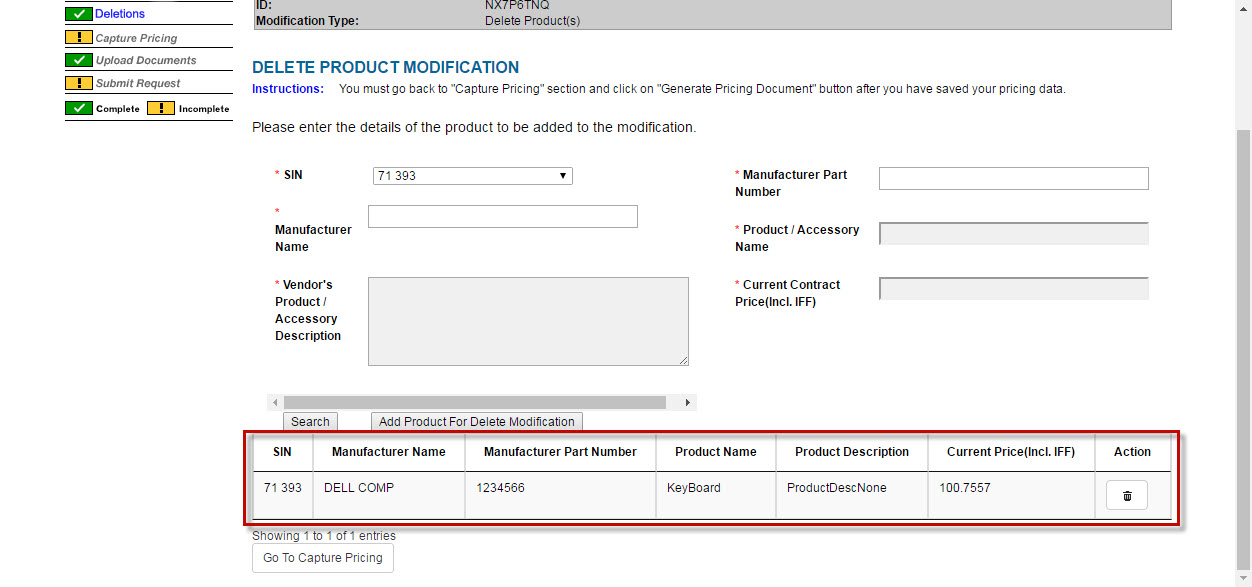 Deletions
Capture Pricing
Upload Documents
Submit Request
Complete Incomplete
ID: NX7P6TNQ
Modification Type: Delete Product(s)
DELETE PRODUCT MODIFICATION
Instructions: You must go back to "Capture Pricing" section and click on "Generate Pricing Document" button after you have saved your pricing data.
Please enter the details of the product to be added to the modification.
* SIN 71 393
* Manufacturer Part
Number
*
Manufacturer
Name
* Product / Accessory
Name
* Vendor's
Product /
Accessory
Description
* Current Contract
Price(Incl. IFF)
Search Add Product For Delete Modification
SIN Manufacturer Name Manufacturer Part Number Product Name Product Description Current Price(Incl. IFF) Action
71 393 DELL COMP 1234566 KeyBoard ProductDescNone 100.7557
Showing 1 to 1 of 1 entries
Go To Capture Pricing